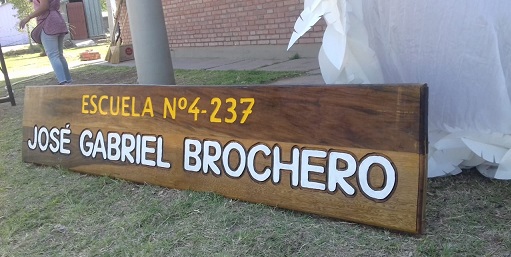 ESCUELA Nº4-237
JOSÉ GABRIEL BROCHERO